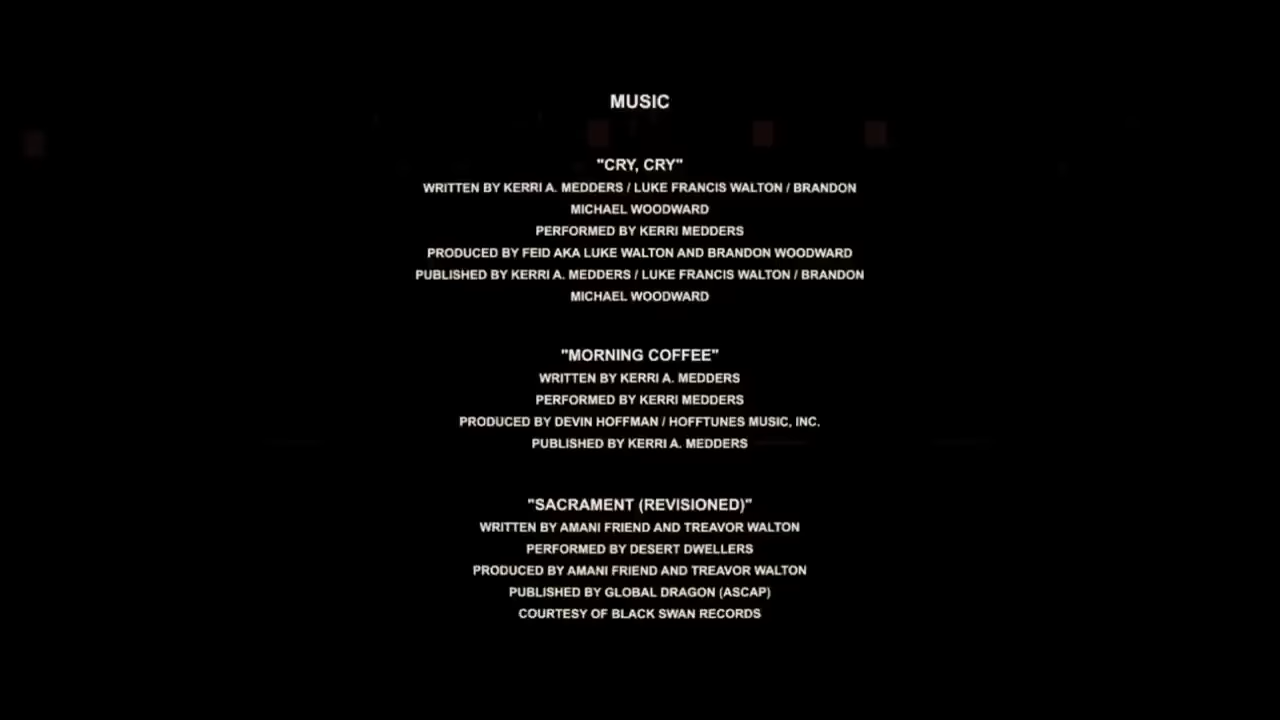 MUSIC
"CRY, CRY"
WRITTEN BY KERRI A. MEDDERS / LUKE FRANCIS WALTON / BRANDON
MICHAEL WOODWARD
PERFORMED BY KERRI MEDDERS
PRODUCED BY FEID AKA LUKE WALTON AND BRANDON WOODWARD
PUBLISHED BY KERRI A. MEDDERS / LUKE FRANCIS WALTON / BRANDON
MICHAEL WOODWARD
"MORNING COFFEE"
WRITTEN BY KERRI A. MEDDERS
PERFORMED BY KERRI MEDDERS
PRODUCED BY DEVIN HOFFMAN / HOFFTUNES MUSIC, INC.
PUBLISHED BY KERRI A. MEDDERS
"SACRAMENT (REVISIONED)"
WRITTEN BY AMANI FRIEND AND TREAVOR WALTON
PERFORMED BY DESERT DWELLERS
PRODUCED BY AMANI FRIEND AND TREAVOR WALTON
PUBLISHED BY GLOBAL DRAGON (ASCAP)
COURTESY OF BLACK SWAN RECORDS